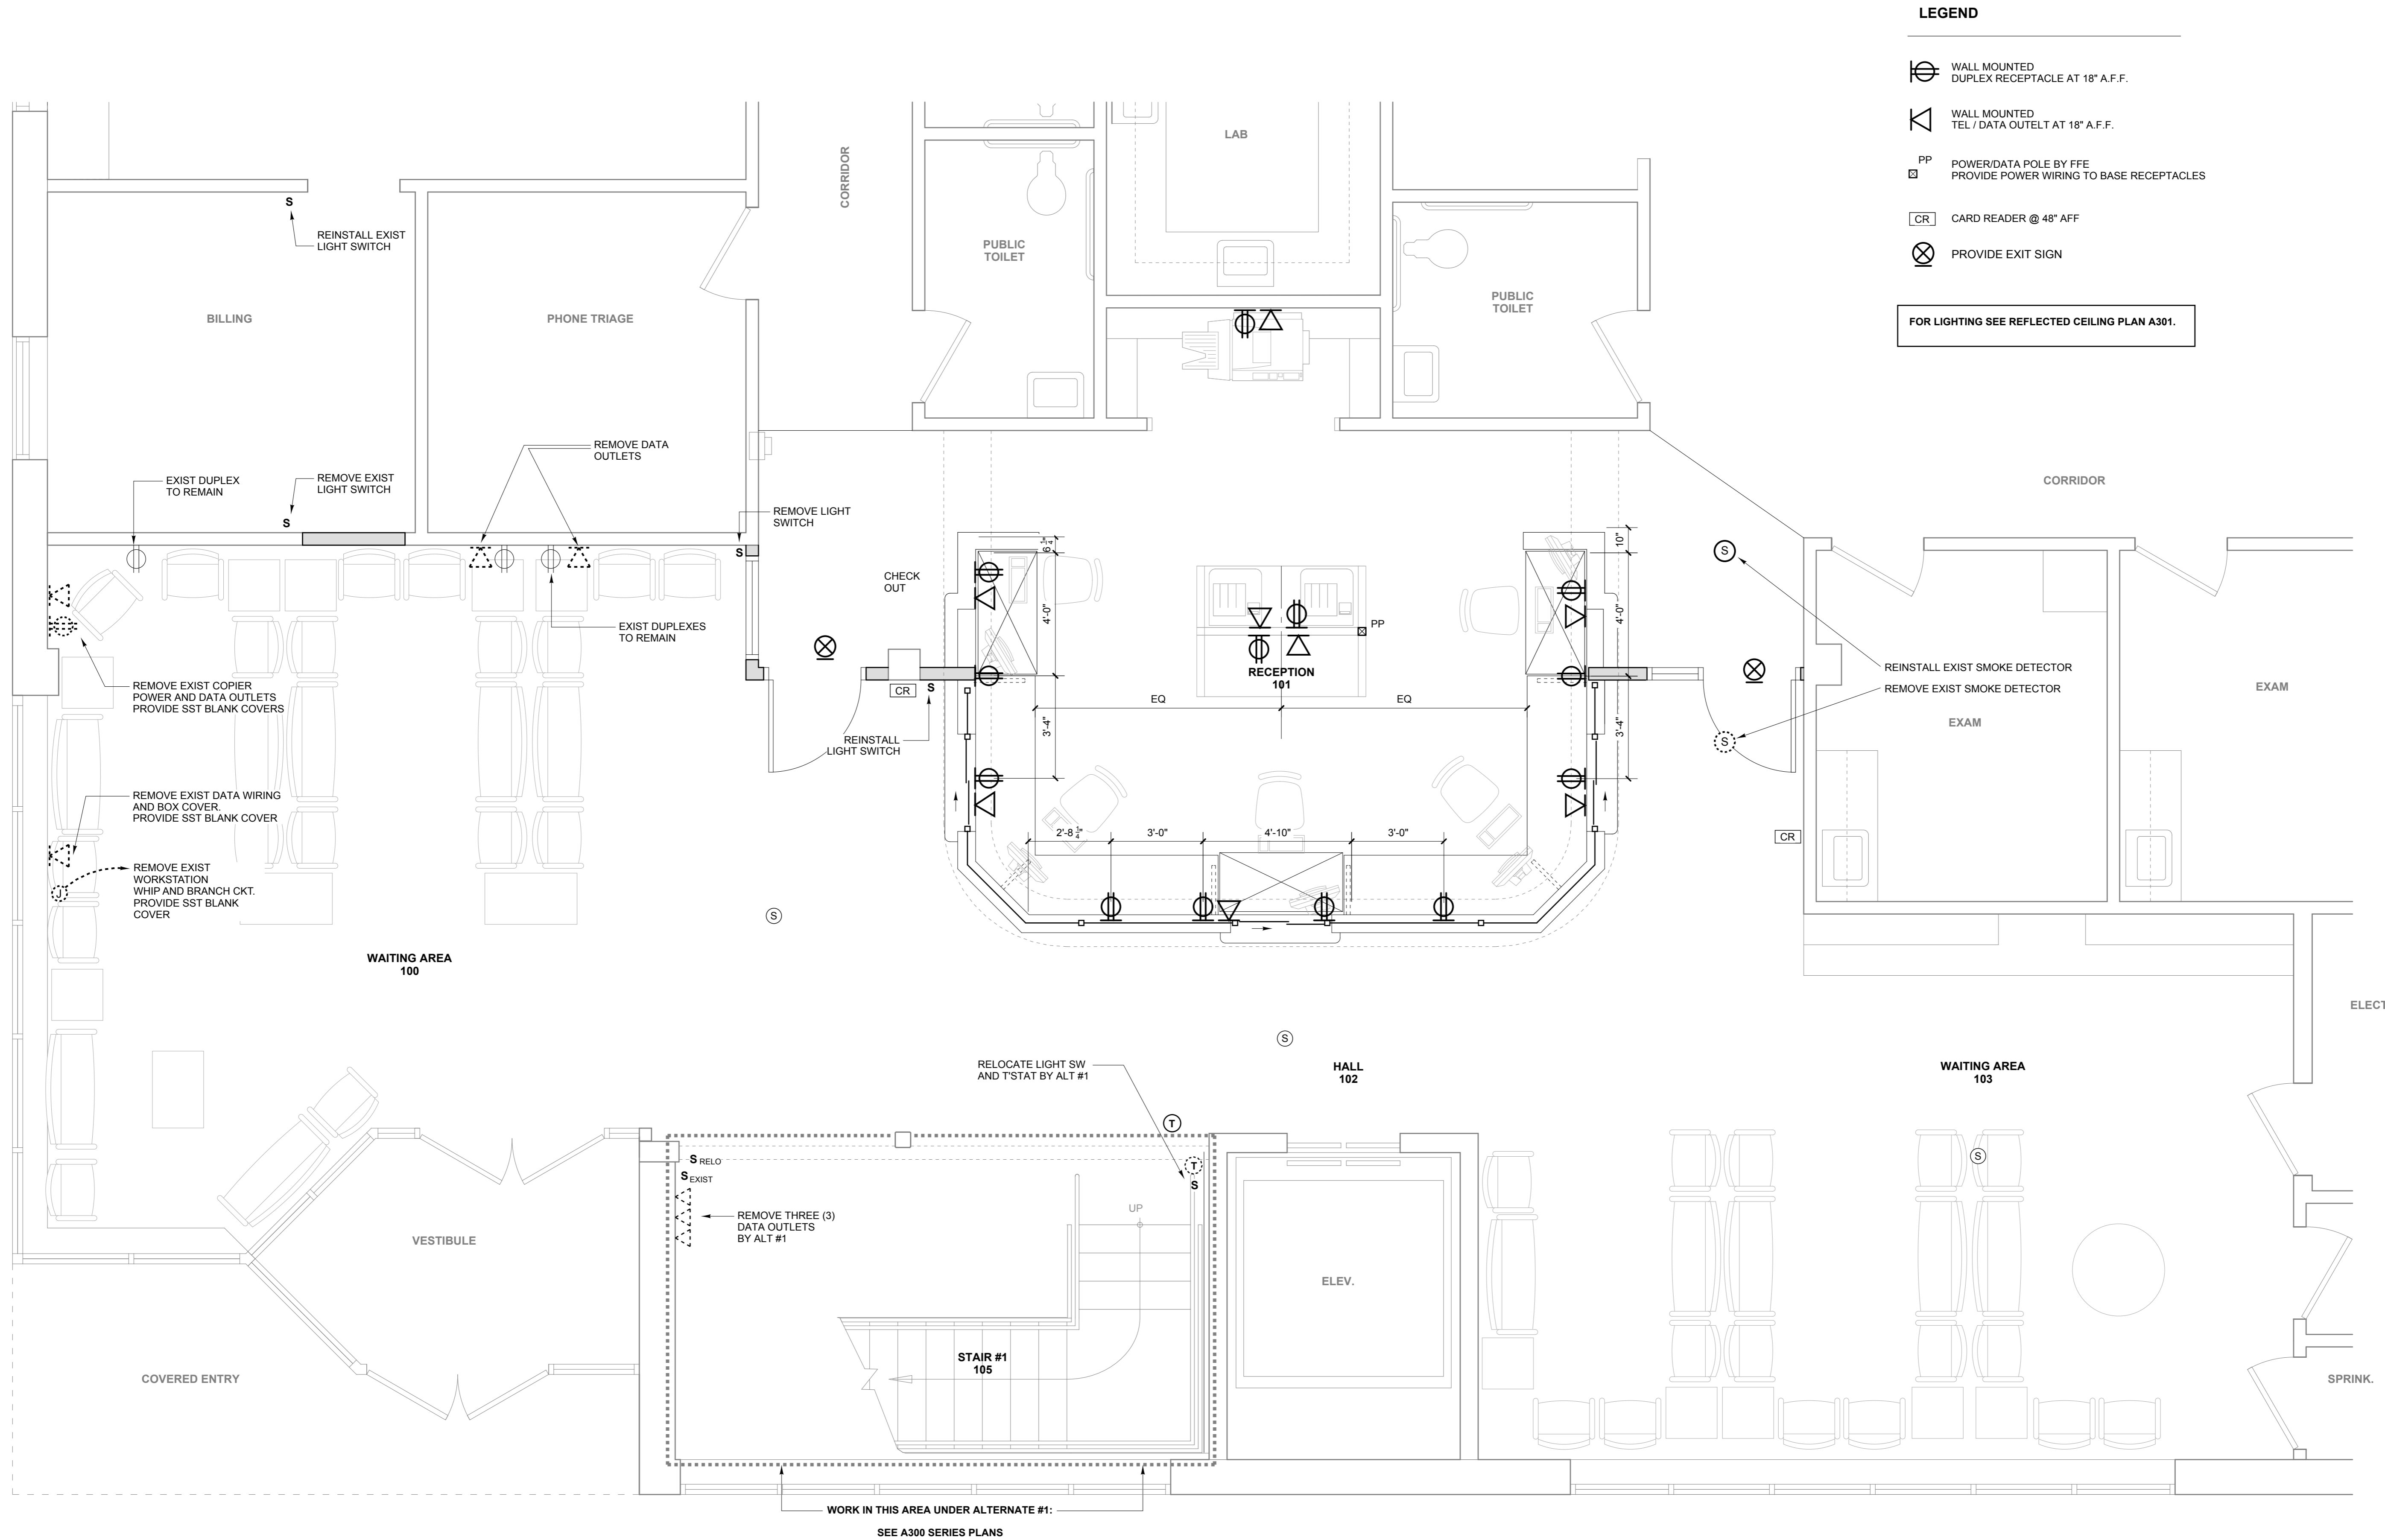 LEGEND
WALL MOUNTED
DUPLEX RECEPTACLE AT 18" A.F.F.
WALL MOUNTED
TEL / DATA OUTELT AT 18" A.F.F.
PP
POWER/DATA POLE BY FFE
PROVIDE POWER WIRING TO BASE RECEPTACLES
CR
CARD READER @ 48" AFF
PROVIDE EXIT SIGN
FOR LIGHTING SEE REFLECTED CEILING PLAN A301.
LAB
CORRIDOR
S
REINSTALL EXIST
LIGHT SWITCH
PUBLIC
TOILET
PUBLIC
TOILET
BILLING
PHONE TRIAGE
REMOVE DATA
OUTLETS
EXIST DUPLEX
TO REMAIN
REMOVE EXIST
LIGHT SWITCH
S
CORRIDOR
REMOVE LIGHT
SWITCH
S
CHECK
OUT
6 1/4"
10"
4'-0"
4'-0"
S
EXIST DUPLEXES
TO REMAIN
PP
RECEPTION
101
REINSTALL EXIST SMOKE DETECTOR
REMOVE EXIST SMOKE DETECTOR
REMOVE EXIST COPIER
POWER AND DATA OUTLETS
PROVIDE SST BLANK COVERS
CR
S
EQ
EQ
EXAM
EXAM
3'-4"
3'-4"
S
REINSTALL
LIGHT SWITCH
REMOVE EXIST DATA WIRING
AND BOX COVER.
PROVIDE SST BLANK COVER
2'-8 1/4"
3'-0"
4'-10"
3'-0"
CR
J
REMOVE EXIST
WORKSTATION
WHIP AND BRANCH CKT.
PROVIDE SST BLANK
COVER
S
WAITING AREA
100
ELECT
S
RELOCATE LIGHT SW
AND T'STAT BY ALT #1
HALL
102
WAITING AREA
103
T
S RELO
S EXIST
T
S
S
REMOVE THREE (3)
DATA OUTLETS
BY ALT #1
UP
VESTIBULE
ELEV.
STAIR #1
105
COVERED ENTRY
SPRINK.
WORK IN THIS AREA UNDER ALTERNATE #1:
SEE A300 SERIES PLANS